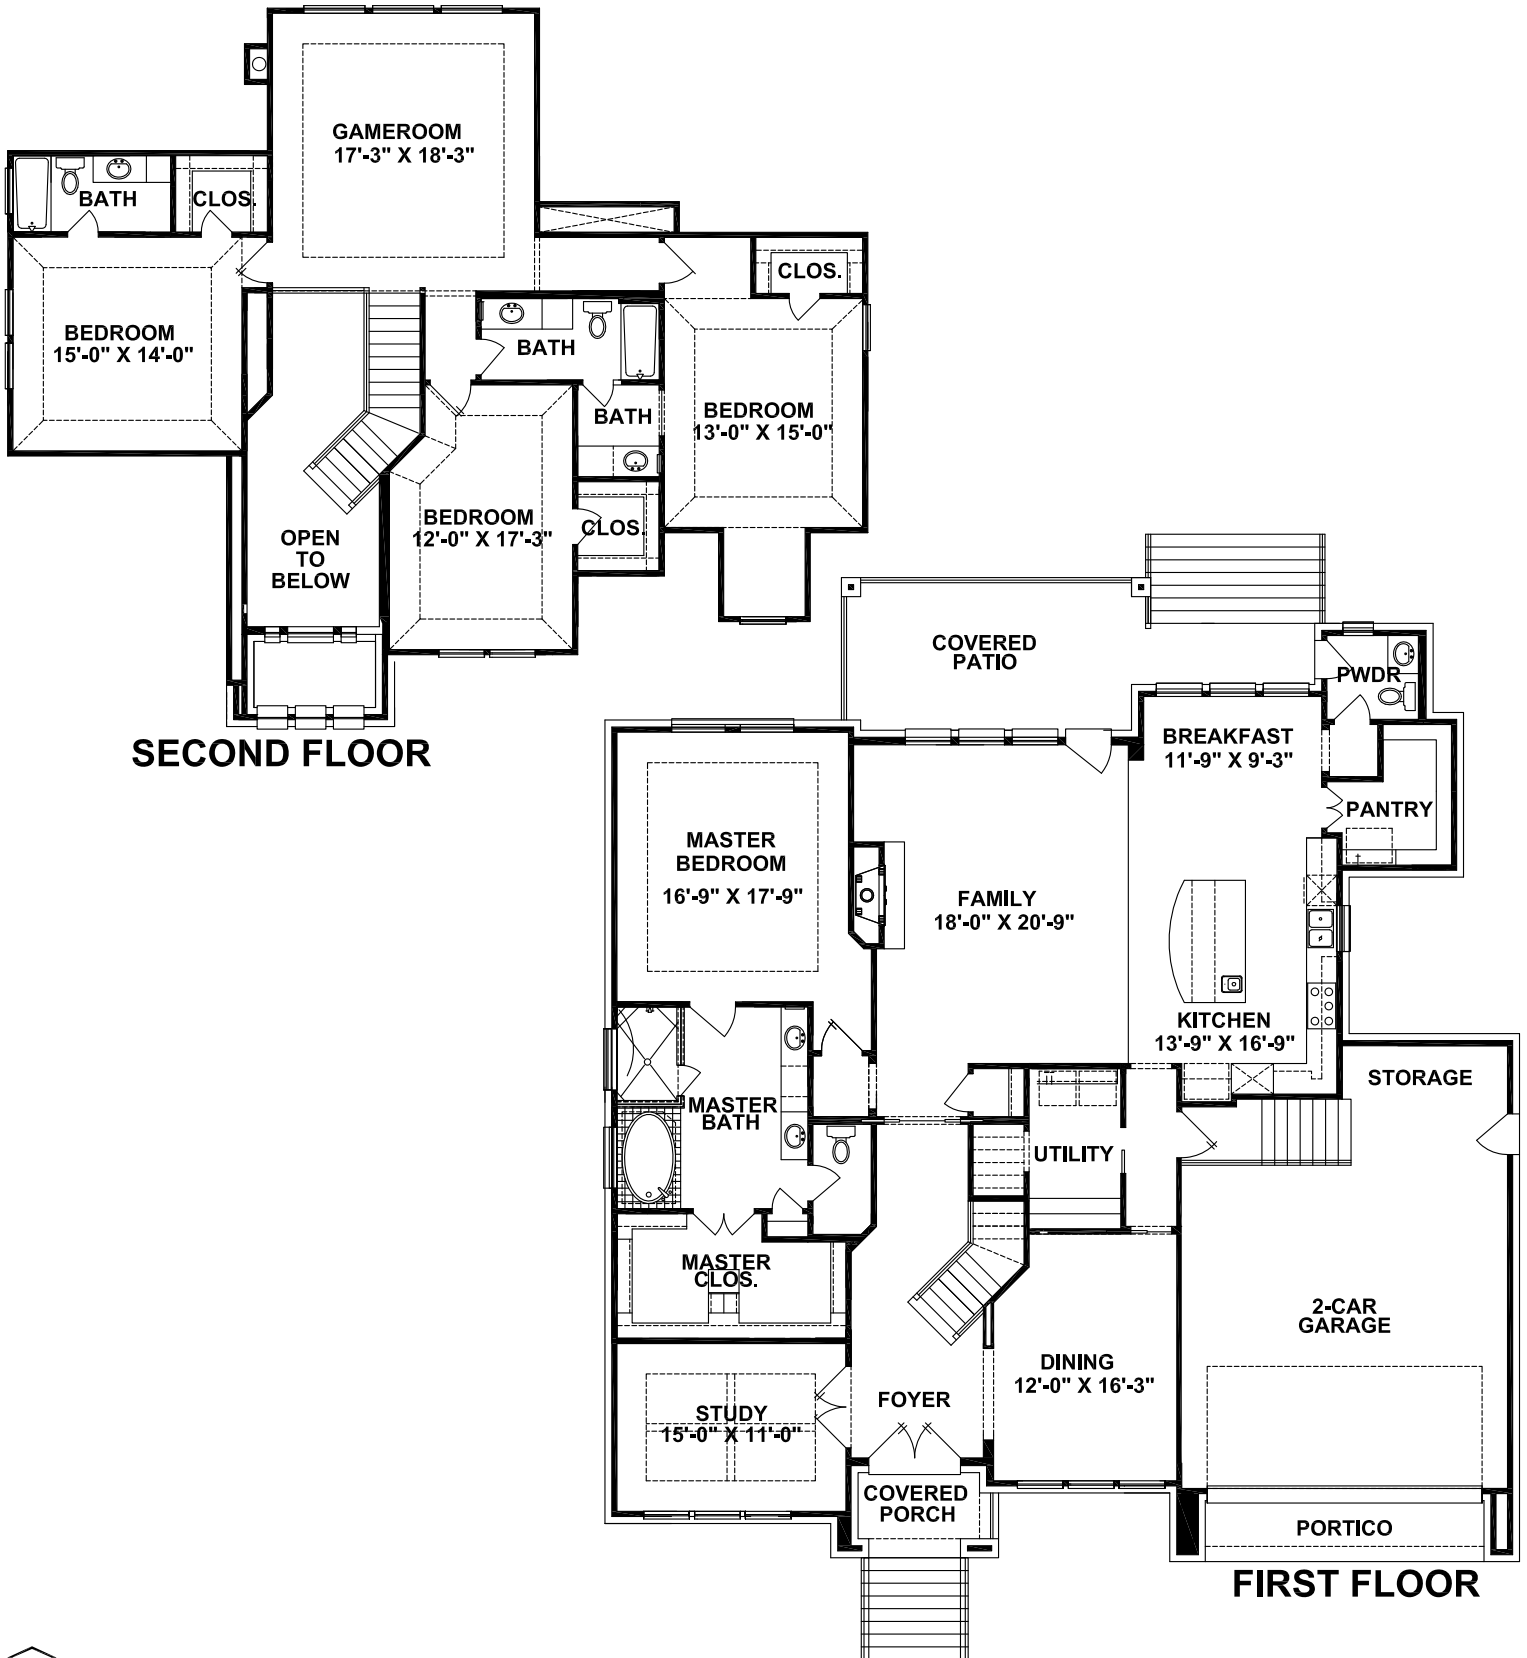 GAMEROOM
17'-3" X 18'-3"
BATH
CLOS.
BEDROOM
15'-0" X 14'-0"
CLOS.
BATH
BATH
BEDROOM
13'-0" X 15'-0"
BEDROOM
12'-0" X 17'-3"
CLOS.
OPEN
TO
BELOW
SECOND FLOOR
COVERED
PATIO
PWDR
BREAKFAST
11'-9" X 9'-3"
PANTRY
MASTER
BEDROOM
16'-9" X 17'-9"
FAMILY
18'-0" X 20'-9"
KITCHEN
13'-9" X 16'-9"
STORAGE
MASTER
BATH
UTILITY
MASTER
CLOS.
2-CAR
GARAGE
DINING
12'-0" X 16'-3"
FOYER
STUDY
15'-0" X 11'-0"
COVERED
PORCH
PORTICO
FIRST FLOOR